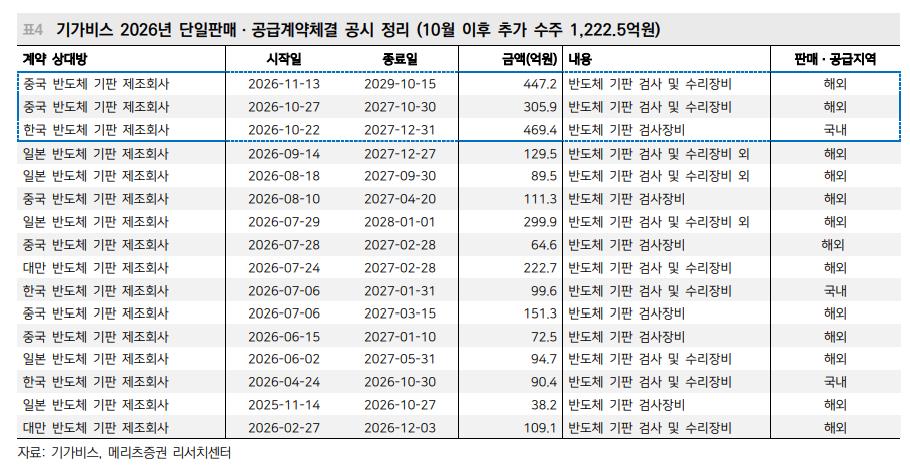 표4 기가비스 2026년 단일판매·공급계약체결 공시 정리 (10월 이후 추가 수주 1,222.5억원)
계약 상대방 시작일 종료일 금액(억원) 내용 판매·공급지역
중국 반도체 기판 제조회사 2026-11-13 2029-10-15 447.2 반도체 기판 검사 및 수리장비 해외
중국 반도체 기판 제조회사 2026-10-27 2027-10-30 305.9 반도체 기판 검사 및 수리장비 해외
한국 반도체 기판 제조회사 2026-10-22 2027-12-31 469.4 반도체 기판 검사장비 국내
일본 반도체 기판 제조회사 2026-09-14 2027-12-27 129.5 반도체 기판 검사 및 수리장비 외 해외
일본 반도체 기판 제조회사 2026-08-18 2027-09-30 89.5 반도체 기판 검사 및 수리장비 외 해외
중국 반도체 기판 제조회사 2026-08-10 2027-04-20 111.3 반도체 기판 검사장비 해외
일본 반도체 기판 제조회사 2026-07-29 2028-01-01 299.9 반도체 기판 검사 및 수리장비 외 해외
중국 반도체 기판 제조회사 2026-07-28 2027-02-28 64.6 반도체 기판 검사장비 해외
대만 반도체 기판 제조회사 2026-07-24 2027-02-28 222.7 반도체 기판 검사 및 수리장비 해외
한국 반도체 기판 제조회사 2026-07-06 2027-01-31 99.6 반도체 기판 검사 및 수리장비 국내
중국 반도체 기판 제조회사 2026-07-06 2027-03-15 151.3 반도체 기판 검사 및 수리장비 해외
중국 반도체 기판 제조회사 2026-06-15 2027-01-10 72.5 반도체 기판 검사장비 해외
일본 반도체 기판 제조회사 2026-06-02 2027-05-31 94.7 반도체 기판 검사 및 수리장비 해외
한국 반도체 기판 제조회사 2026-04-24 2026-10-30 90.4 반도체 기판 검사 및 수리장비 국내
일본 반도체 기판 제조회사 2025-11-14 2026-10-27 38.2 반도체 기판 검사장비 해외
대만 반도체 기판 제조회사 2026-02-27 2026-12-03 109.1 반도체 기판 검사 및 수리장비 해외
자료: 기가비스, 메리츠증권 리서치센터